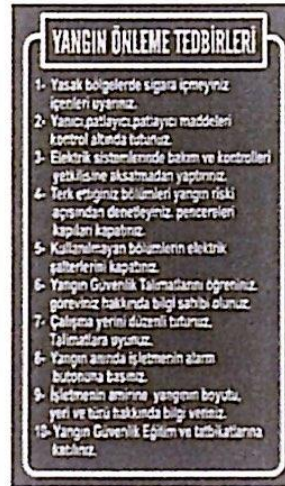 YANGIN ÖNLEME TEDBİRLERİ
1- Yasak bölgelerde sigara içmeyiniz
içenleri uyarınız.
2- Yanıcı,patlayıcı,patlayıcı maddeleri
kontrol altında tutunuz.
3- Elektrik sistemlerinde bakım ve kontrolleri
yetkilisine aksatmadan yaptırınız.
4- Terk ettiğiniz bölümleri yangın riski
açısından denetleyiniz, pencereleri
kapıları kapatınız.
5- Kullanılmayan bölümlerin elektrik
şalterlerini kapatınız.
6- Yangın Güvenlik Talimatlarını öğreniniz,
göreviniz hakkında bilgi sahibi olunuz.
7- Çalışma yerini düzenli tutunuz.
Talimatlara uyunuz.
8- Yangın anında işletmenin alarm
butonuna basınız.
9- İşletmenin amirine yangının boyutu,
yeri ve türü hakkında bilgi veriniz.
10- Yangın Güvenlik Eğitim ve tatbikatlarına
katılınız.